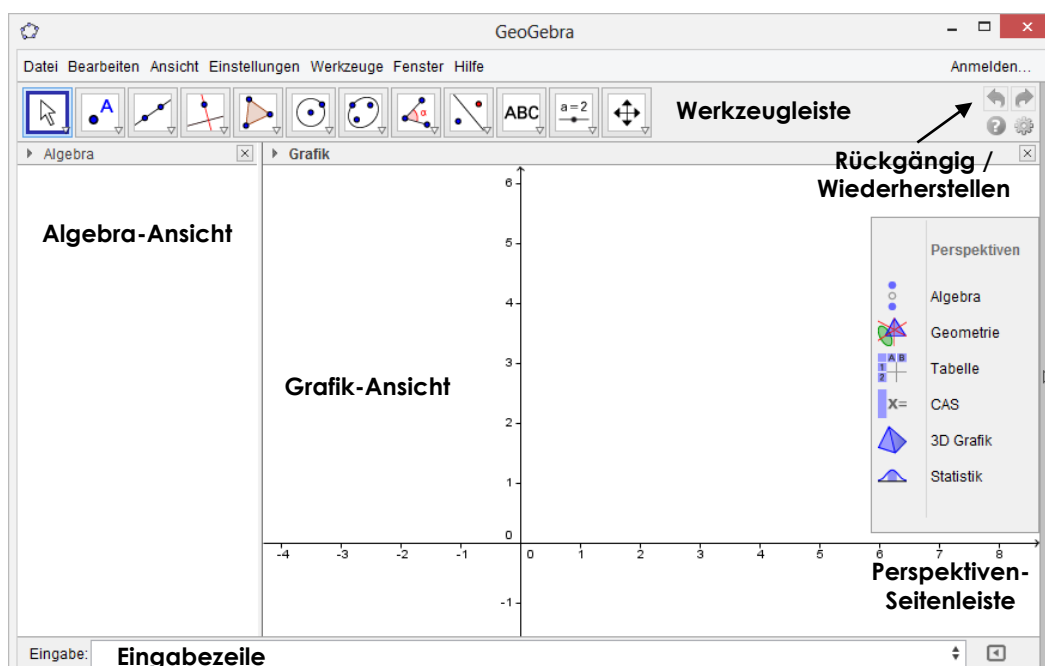 GeoGebra
Datei Bearbeiten Ansicht Einstellungen Werkzeuge Fenster Hilfe
Anmelden...
A
α
ABC
a=2
Werkzeugleiste
Rückgängig /
Wiederherstellen
Algebra
Grafik
Algebra-Ansicht
Grafik-Ansicht
6
5
4
3
2
1
0
-1
-4 -3 -2 -1 0 1 2 3 4 5 6 7 8
Perspektiven
Algebra
Geometrie
A B
1
2
Tabelle
X=
CAS
3D Grafik
Statistik
Perspektiven-
Seitenleiste
Eingabe:
Eingabezeile